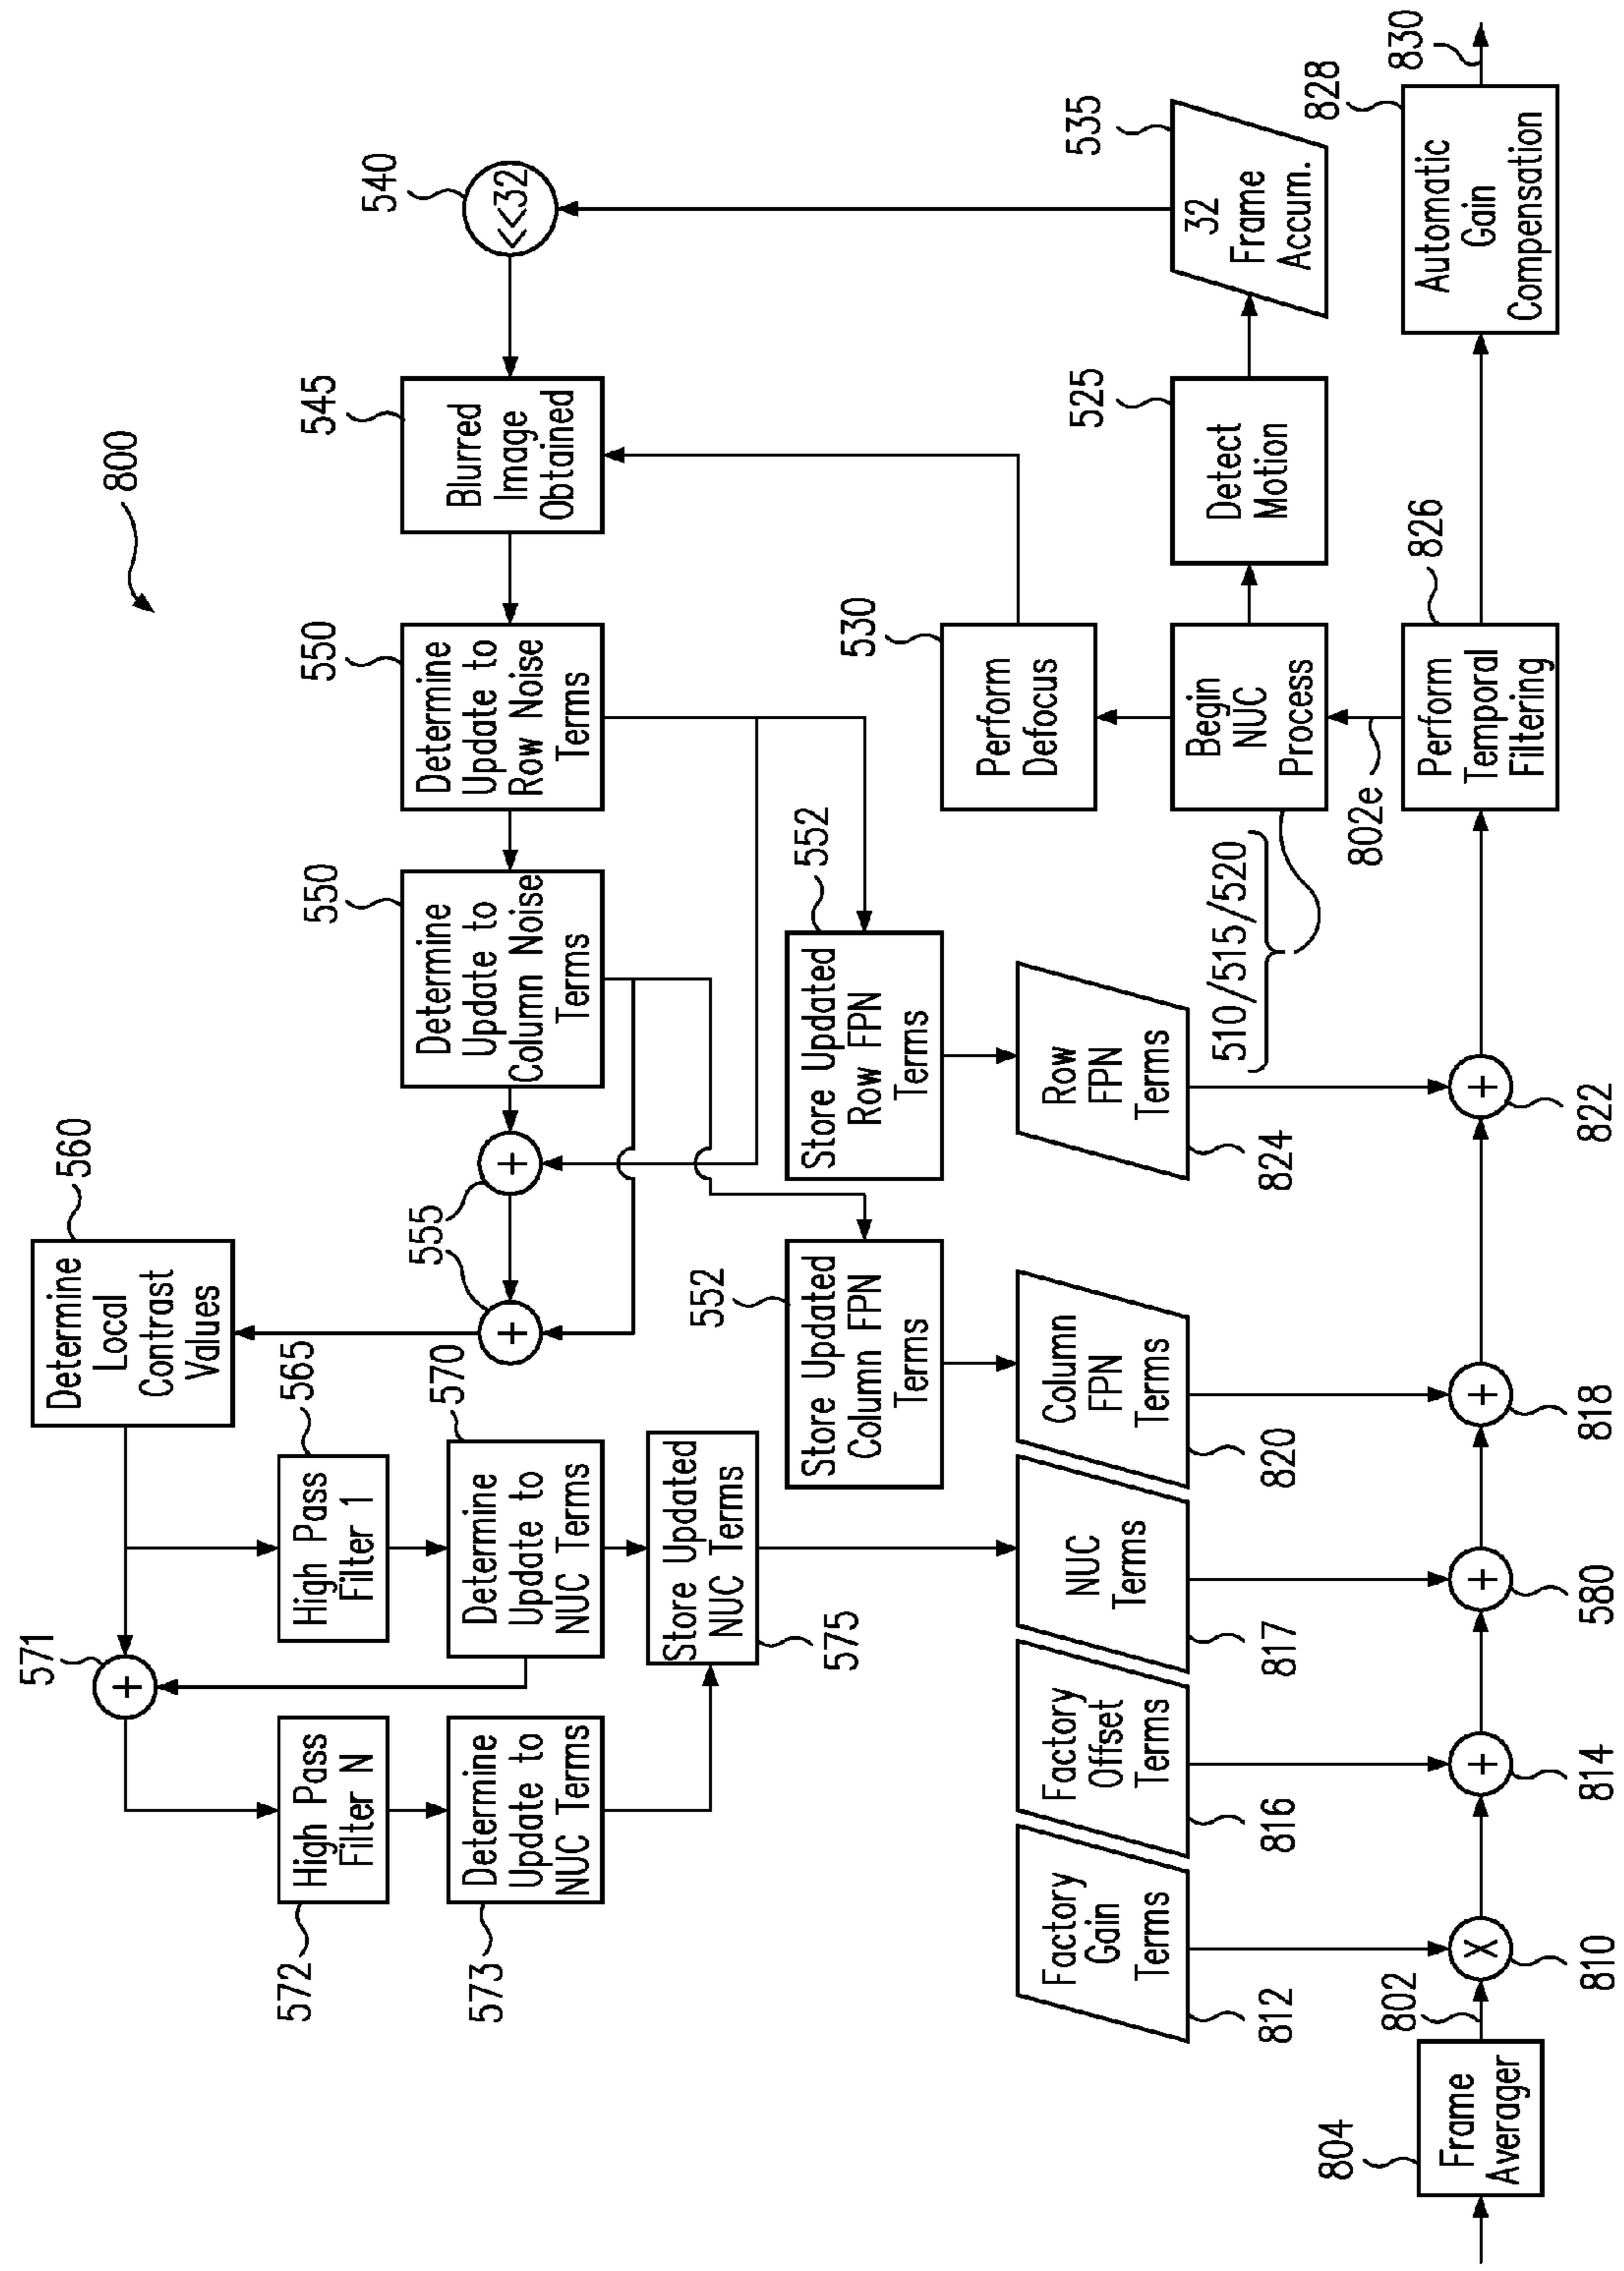 800
560
Determine
Local
Contrast
Values
571
+
High Pass
Filter 1
565
Determine
Update to
NUC Terms
570
High Pass
Filter N
572
Determine
Update to
NUC Terms
573
Store Updated
NUC Terms
575
+
+
555
Determine
Update to
Column Noise
Terms
550
Determine
Update to
Row Noise
Terms
550
Blurred
Image
Obtained
545
<<32
540
Store Updated
Column FPN
Terms
552
Store Updated
Row FPN
Terms
552
Perform
Defocus
530
Begin
NUC
Process
510/515/520
Detect
Motion
525
32
Frame
Accum.
535
Factory
Gain
Terms
812
Factory
Offset
Terms
816
NUC
Terms
817
Column
FPN
Terms
820
Row
FPN
Terms
824
804
Frame
Averager
802
X
810
+
814
+
580
+
818
+
822
802e
Perform
Temporal
Filtering
826
Automatic
Gain
Compensation
828
830